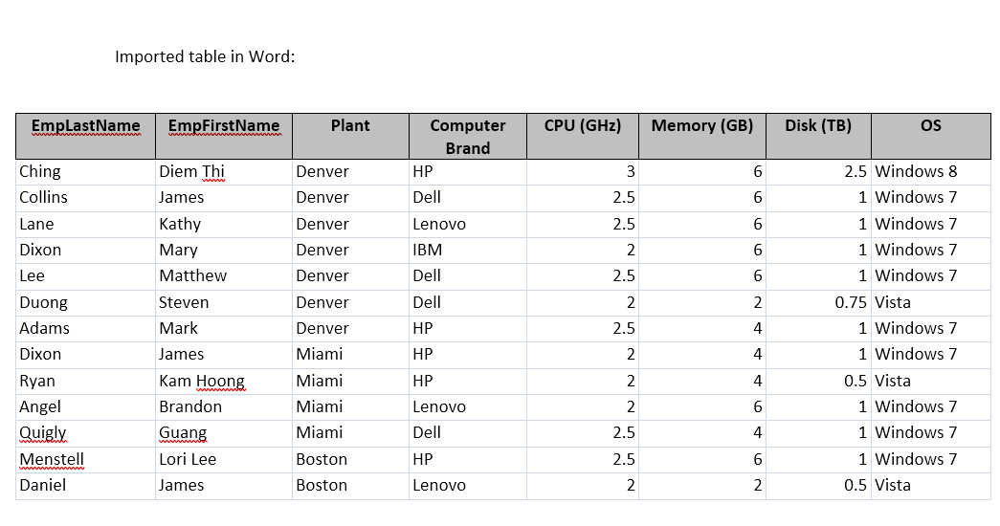 Imported table in Word:
EmpLastName EmpFirstName Plant Computer Brand CPU (GHz) Memory (GB) Disk (TB) OS
Ching Diem Thi Denver HP 3 6 2.5 Windows 8
Collins James Denver Dell 2.5 6 1 Windows 7
Lane Kathy Denver Lenovo 2.5 6 1 Windows 7
Dixon Mary Denver IBM 2 6 1 Windows 7
Lee Matthew Denver Dell 2.5 6 1 Windows 7
Duong Steven Denver Dell 2 2 0.75 Vista
Adams Mark Denver HP 2.5 4 1 Windows 7
Dixon James Miami HP 2 4 1 Windows 7
Ryan Kam Hoong Miami HP 2 4 0.5 Vista
Angel Brandon Miami Lenovo 2 6 1 Windows 7
Quigly Guang Miami Dell 2.5 4 1 Windows 7
Menstell Lori Lee Boston HP 2.5 6 1 Windows 7
Daniel James Boston Lenovo 2 2 0.5 Vista